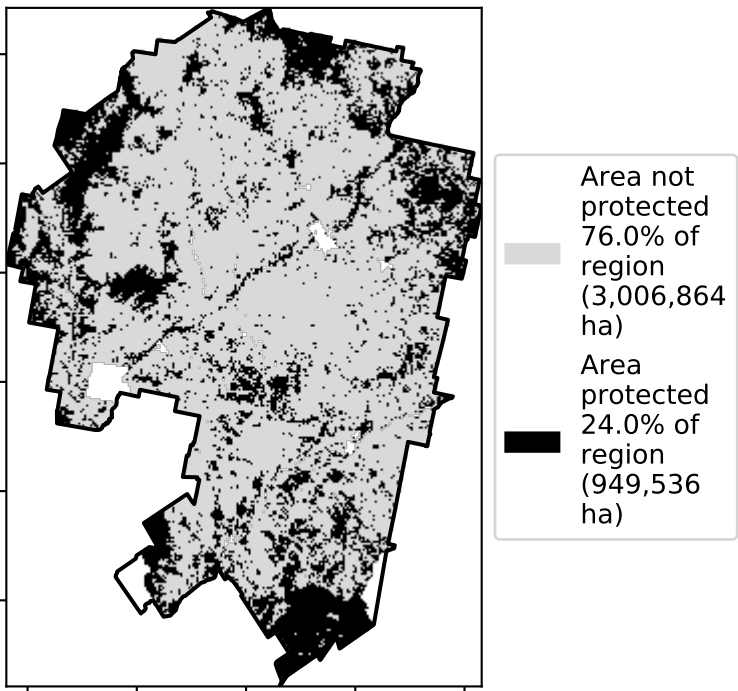 Area not
protected
76.0% of
region
(3,006,864
ha)
Area
protected
24.0% of
region
(949,536
ha)